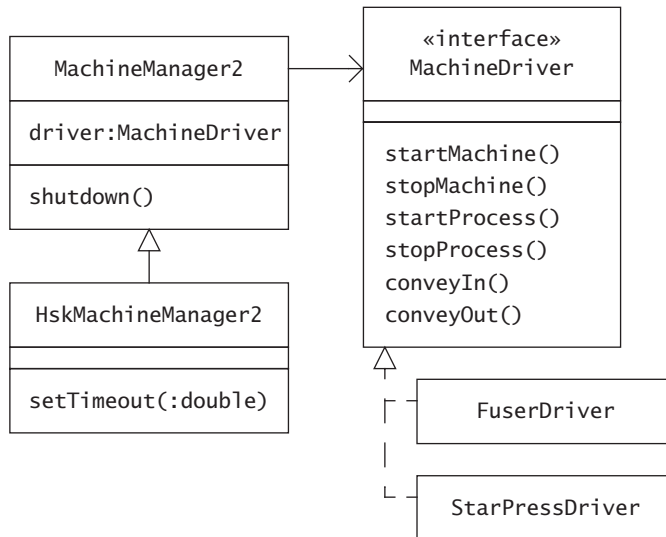 MachineManager2
driver:MachineDriver
shutdown()
HskMachineManager2
setTimeout(:double)
«interface»
MachineDriver
startMachine()
stopMachine()
startProcess()
stopProcess()
conveyIn()
conveyOut()
FuserDriver
StarPressDriver